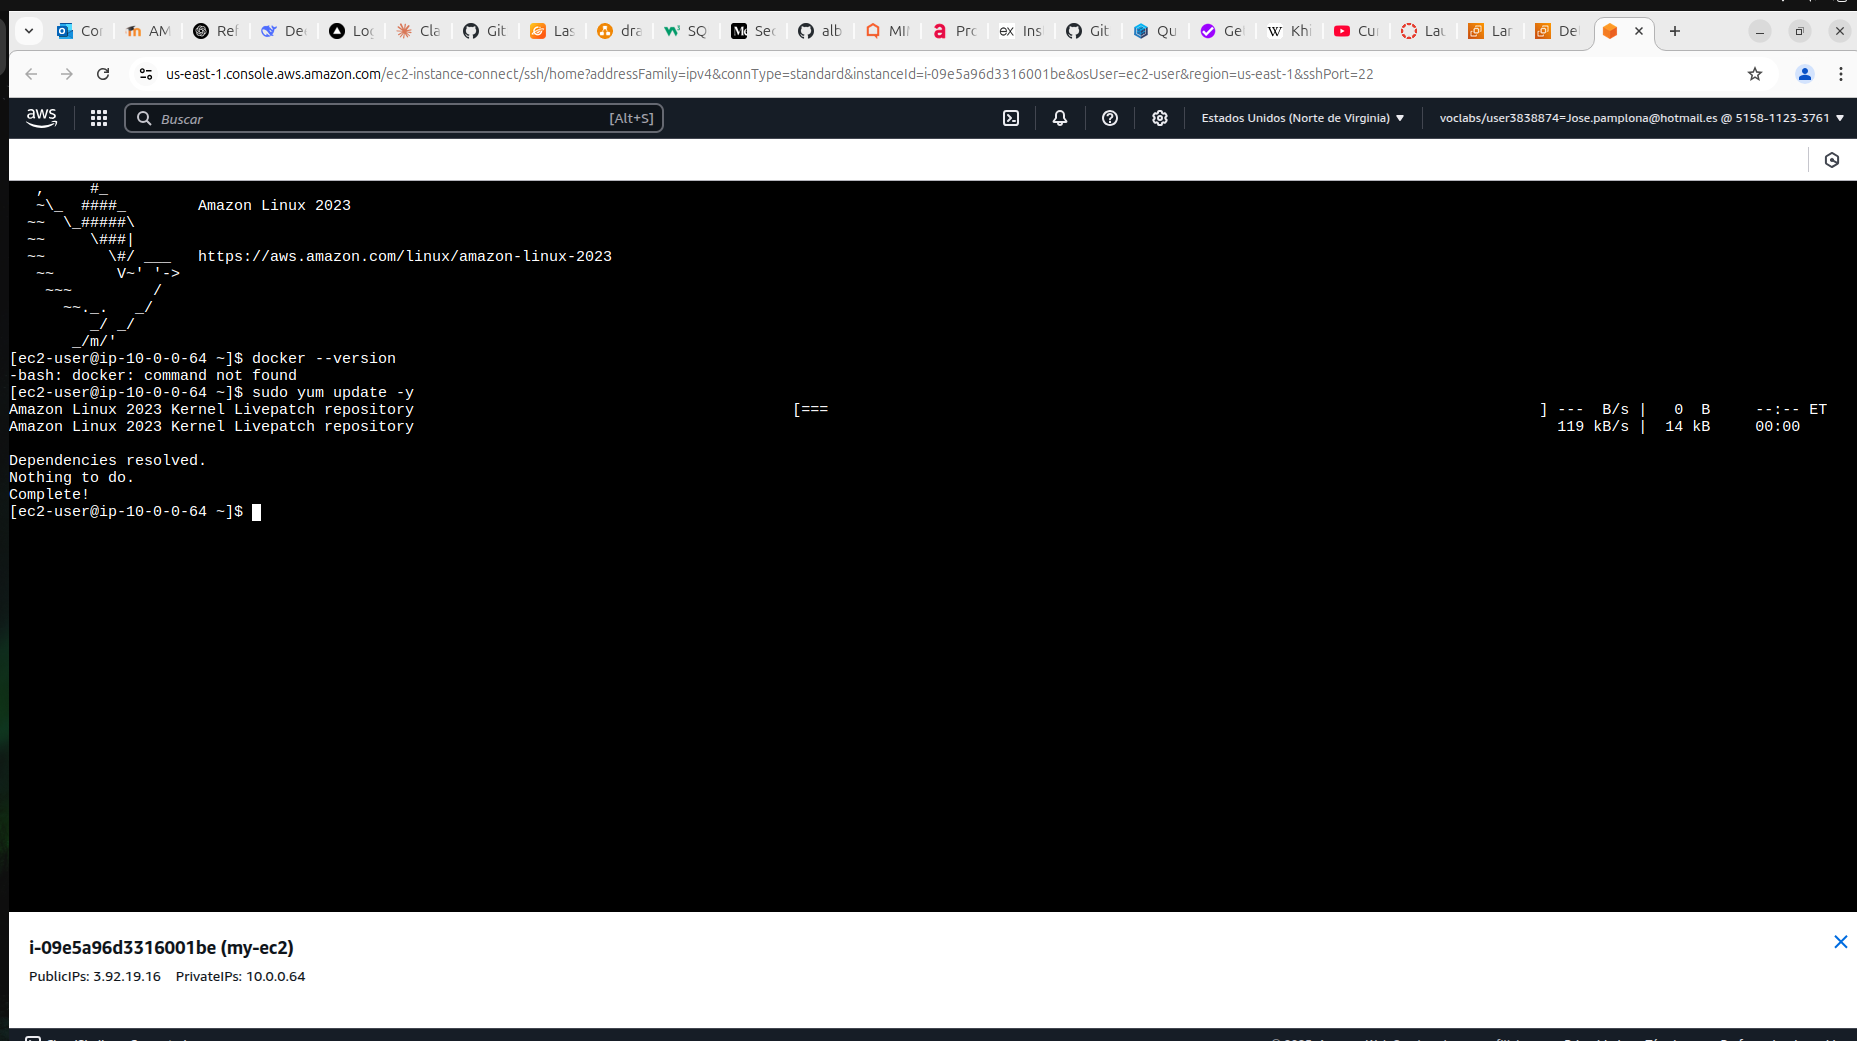 Cor
AM
Ref
De
Log
Cla
Git
Las
dra
SQ
Sec
alb
MII
Prc
Ins
Git
Qu
Gel
Khi
Cur
Lau
Lar
De
us-east-1.console.aws.amazon.com/ec2-instance-connect/ssh/home?addressFamily=ipv4&connType=standard&instanceId=i-09e5a96d3316001be&osUser=ec2-user&region=us-east-1&sshPort=22
aws
Buscar [Alt+S]
Estados Unidos (Norte de Virginia)
voclabs/user3838874=Jose.pamplona@hotmail.es @ 5158-1123-3761
   ,     #_
   ~\_  ####_        Amazon Linux 2023
  ~~  \_#####\
  ~~     \###|
  ~~       \#/ ___   https://aws.amazon.com/linux/amazon-linux-2023
   ~~       V~' '->
    ~~~         /
      ~~._.   _/
         _/ _/
       _/m/'
[ec2-user@ip-10-0-0-64 ~]$ docker --version
-bash: docker: command not found
[ec2-user@ip-10-0-0-64 ~]$ sudo yum update -y
Amazon Linux 2023 Kernel Livepatch repository [=== ] --- B/s | 0 B --:-- ET
Amazon Linux 2023 Kernel Livepatch repository 119 kB/s | 14 kB 00:00
Dependencies resolved.
Nothing to do.
Complete!
[ec2-user@ip-10-0-0-64 ~]$
i-09e5a96d3316001be (my-ec2)
PublicIPs: 3.92.19.16 PrivateIPs: 10.0.0.64